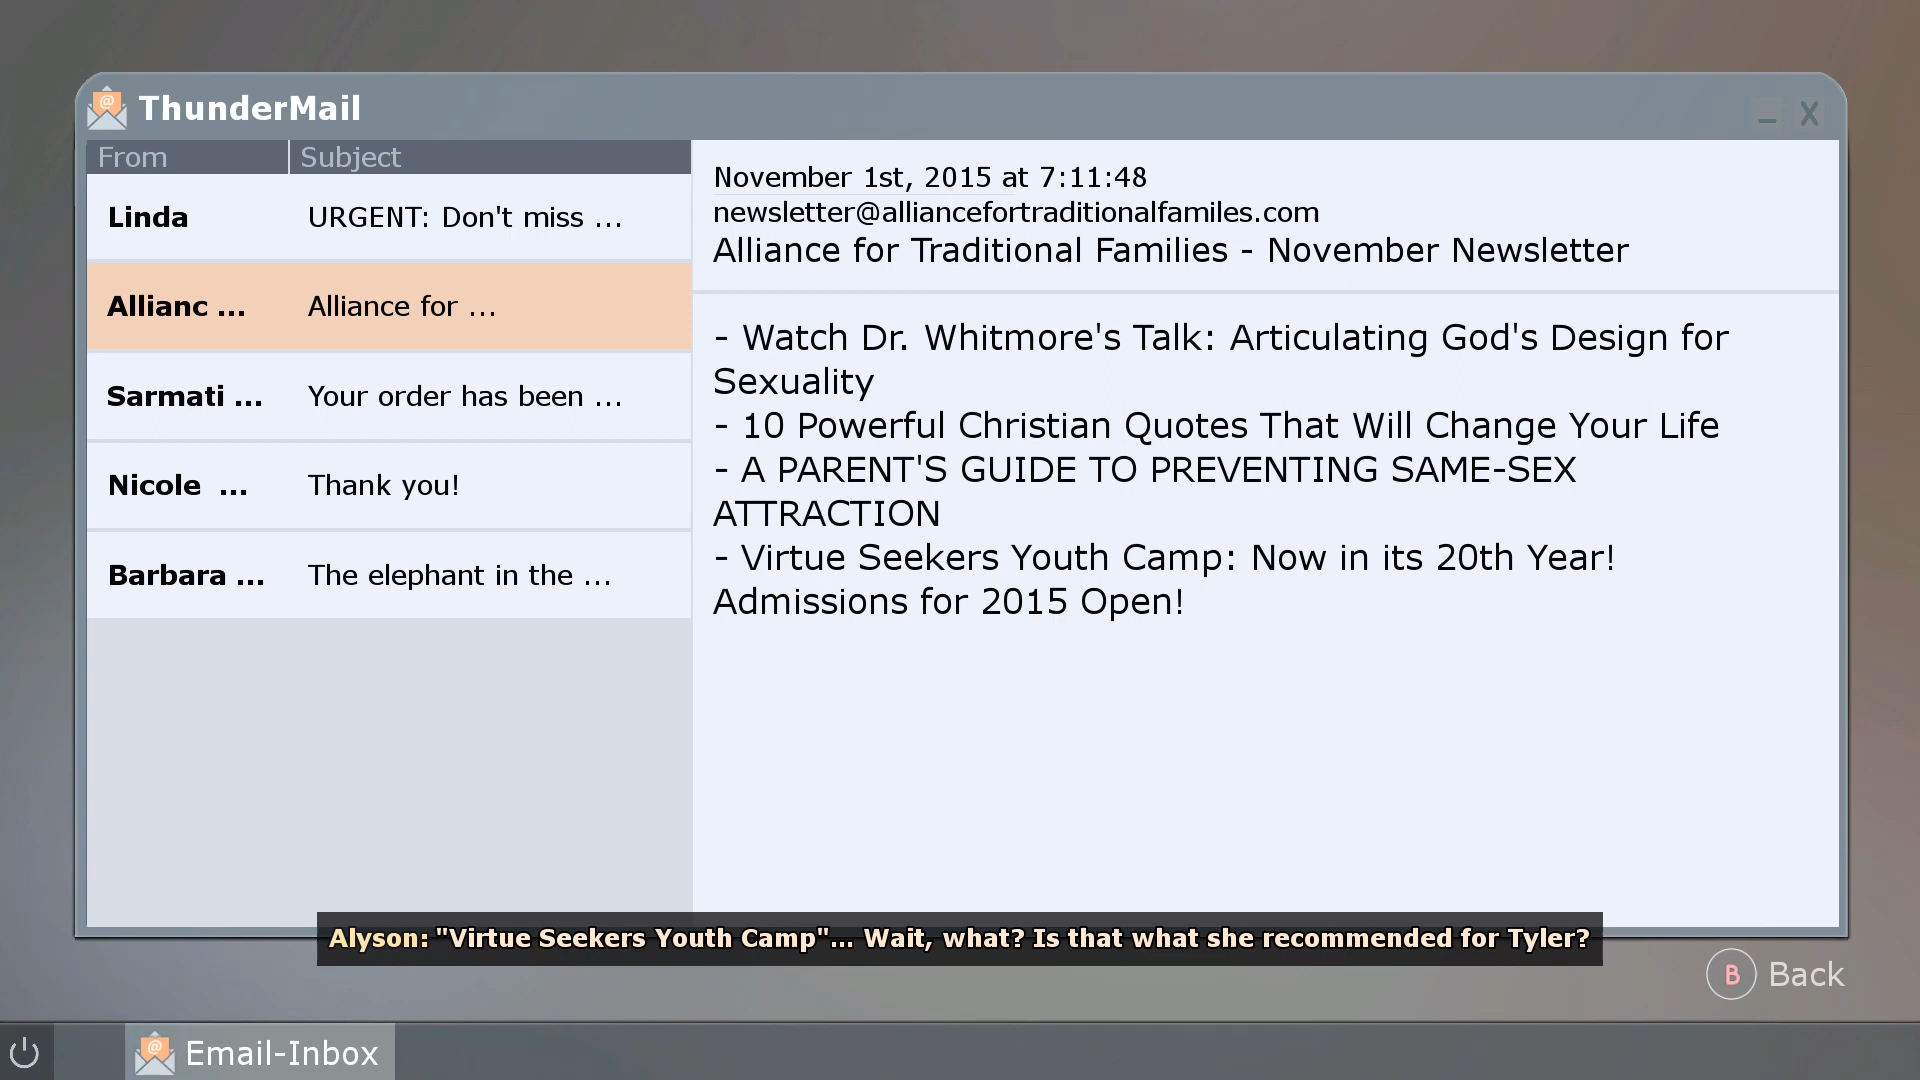 ThunderMail
From Subject
Linda URGENT: Don't miss ...
Allianc ... Alliance for ...
Sarmati ... Your order has been ...
Nicole ... Thank you!
Barbara ... The elephant in the ...
November 1st, 2015 at 7:11:48
newsletter@alliancefortraditionalfamiles.com
Alliance for Traditional Families - November Newsletter
- Watch Dr. Whitmore's Talk: Articulating God's Design for
Sexuality
- 10 Powerful Christian Quotes That Will Change Your Life
- A PARENT'S GUIDE TO PREVENTING SAME-SEX
ATTRACTION
- Virtue Seekers Youth Camp: Now in its 20th Year!
Admissions for 2015 Open!
Alyson: "Virtue Seekers Youth Camp"... Wait, what? Is that what she recommended for Tyler?
B Back
Email-Inbox